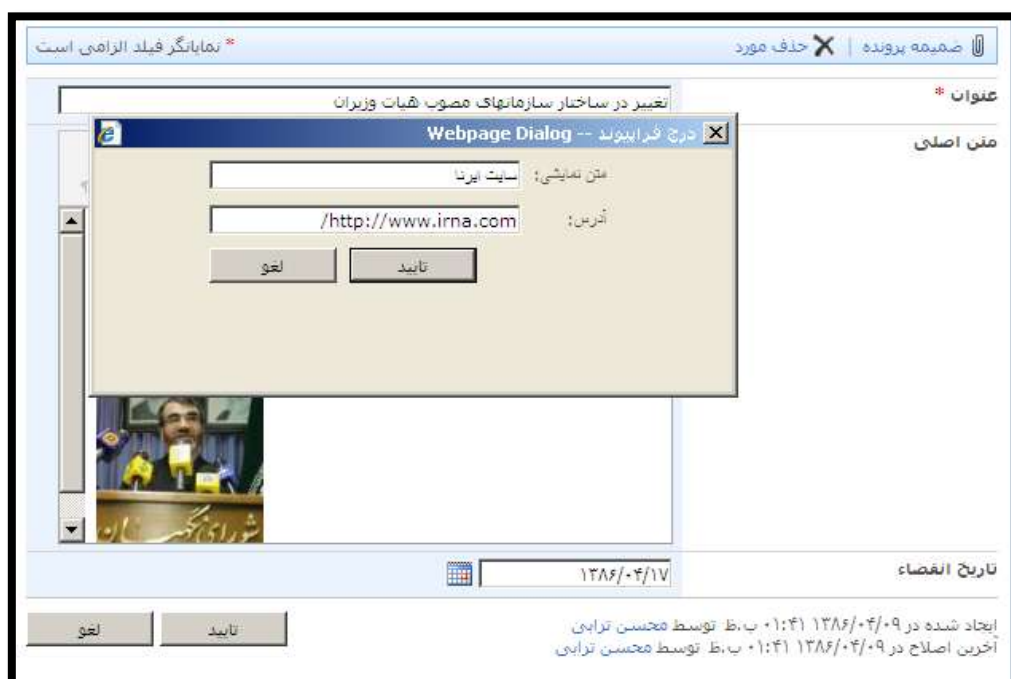 ضمیمه پرونده | حذف مورد * نمایانگر فیلد الزامی است
عنوان * تغییر در ساختار سازمانهای مصوب هیات وزیران
متن اصلی
درج فراپیوند -- Webpage Dialog
متن نمایشی: سایت ایرنا
آدرس: http://www.irna.com/
تایید لغو
شورای نگهبان
تاریخ انقضاء ۱۳۸۶/۰۴/۱۷
ایجاد شده در ۱۳۸۶/۰۴/۰۹ ۰۱:۴۱ ب.ظ توسط محسن ترابی
آخرین اصلاح در ۱۳۸۶/۰۴/۰۹ ۰۱:۴۱ ب.ظ توسط محسن ترابی
تایید لغو